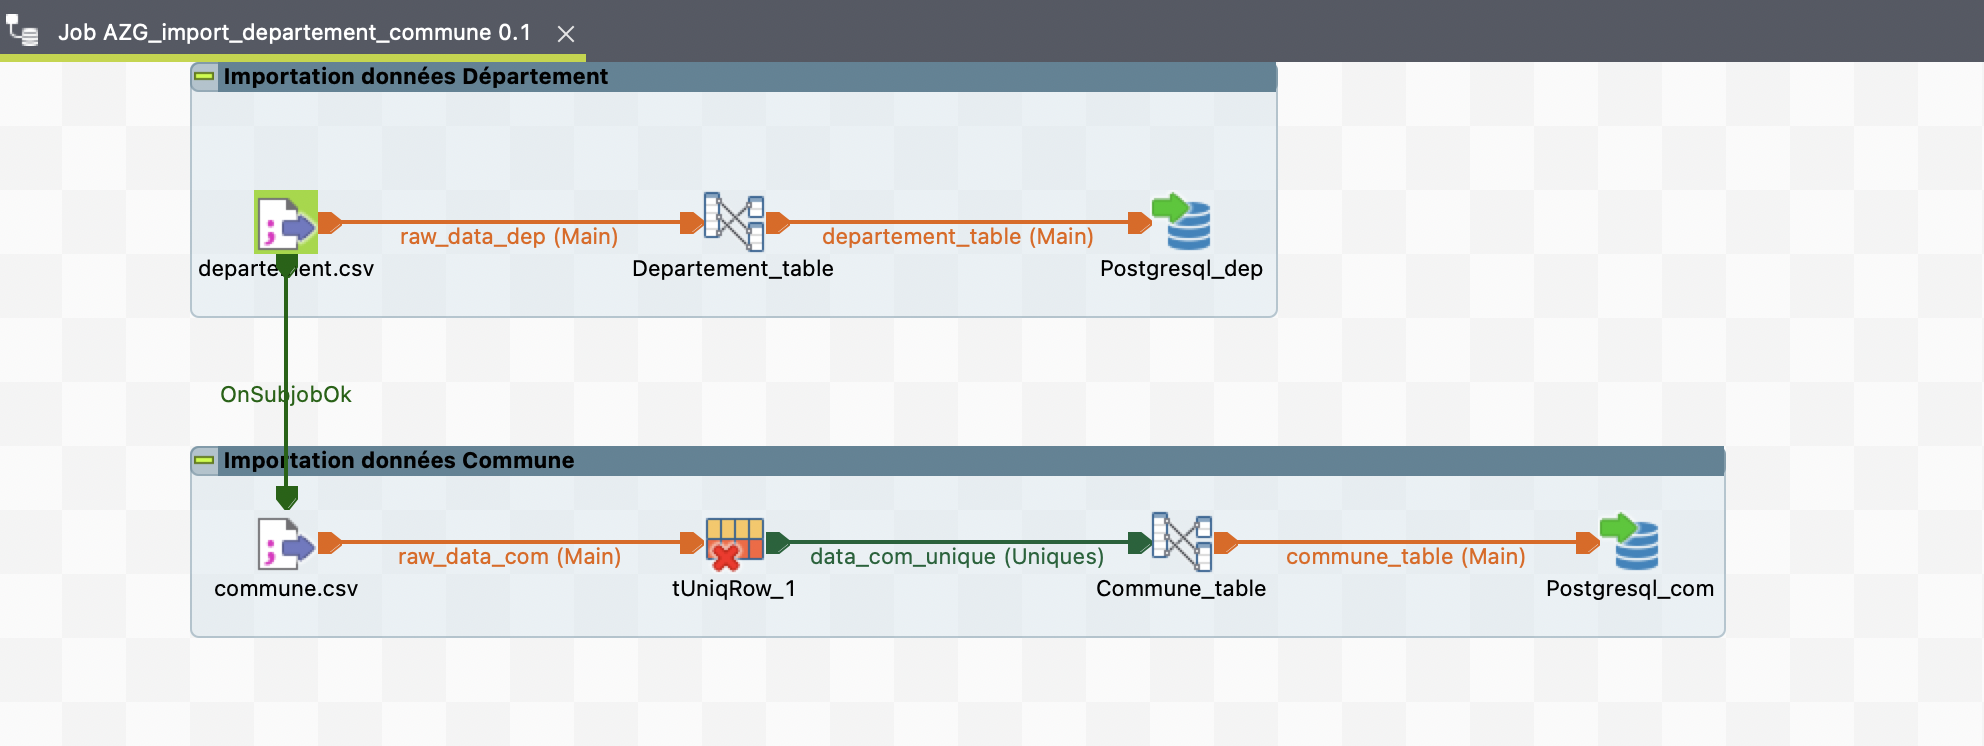 Job AZG_import_departement_commune 0.1
Importation données Département
raw_data_dep (Main)
departement_table (Main)
departement.csv
Departement_table
Postgresql_dep
OnSubjobOk
Importation données Commune
raw_data_com (Main)
data_com_unique (Uniques)
commune_table (Main)
commune.csv
tUniqRow_1
Commune_table
Postgresql_com